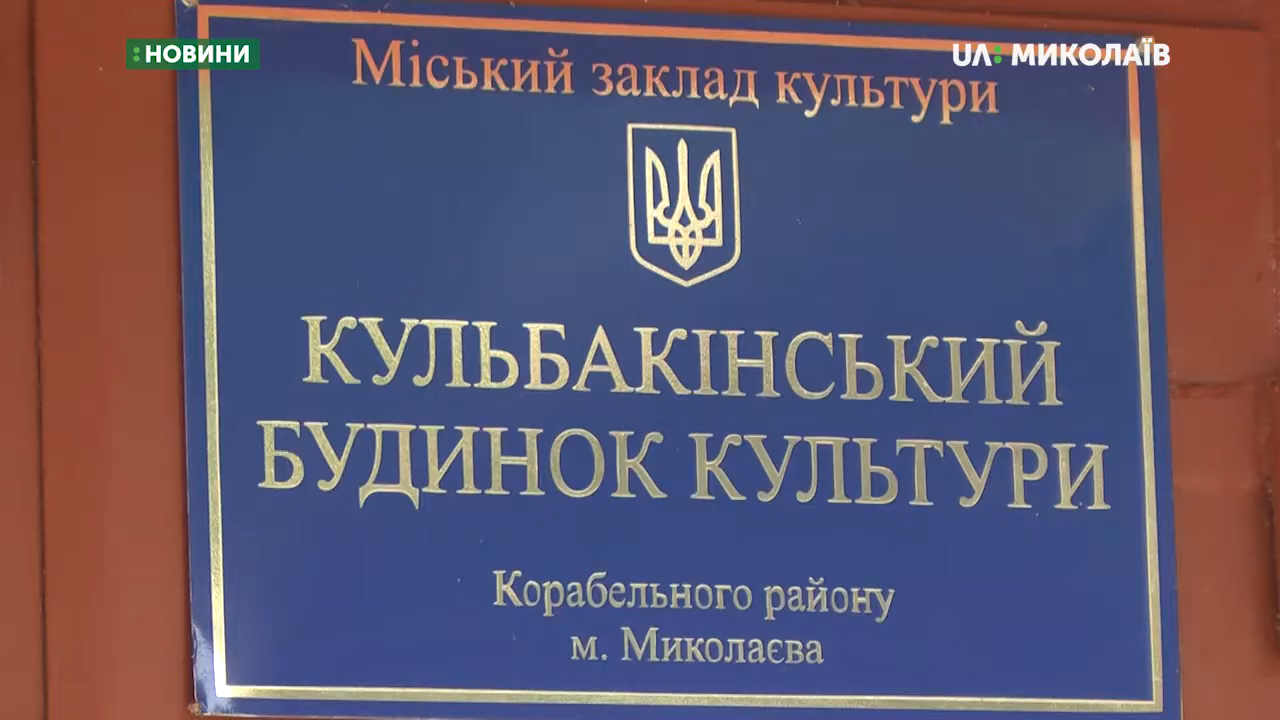 :НОВИНИ
UA: МИКОЛАЇВ
Міський заклад культури
КУЛЬБАКІНСЬКИЙ
БУДИНОК КУЛЬТУРИ
Корабельного району
м. Миколаєва